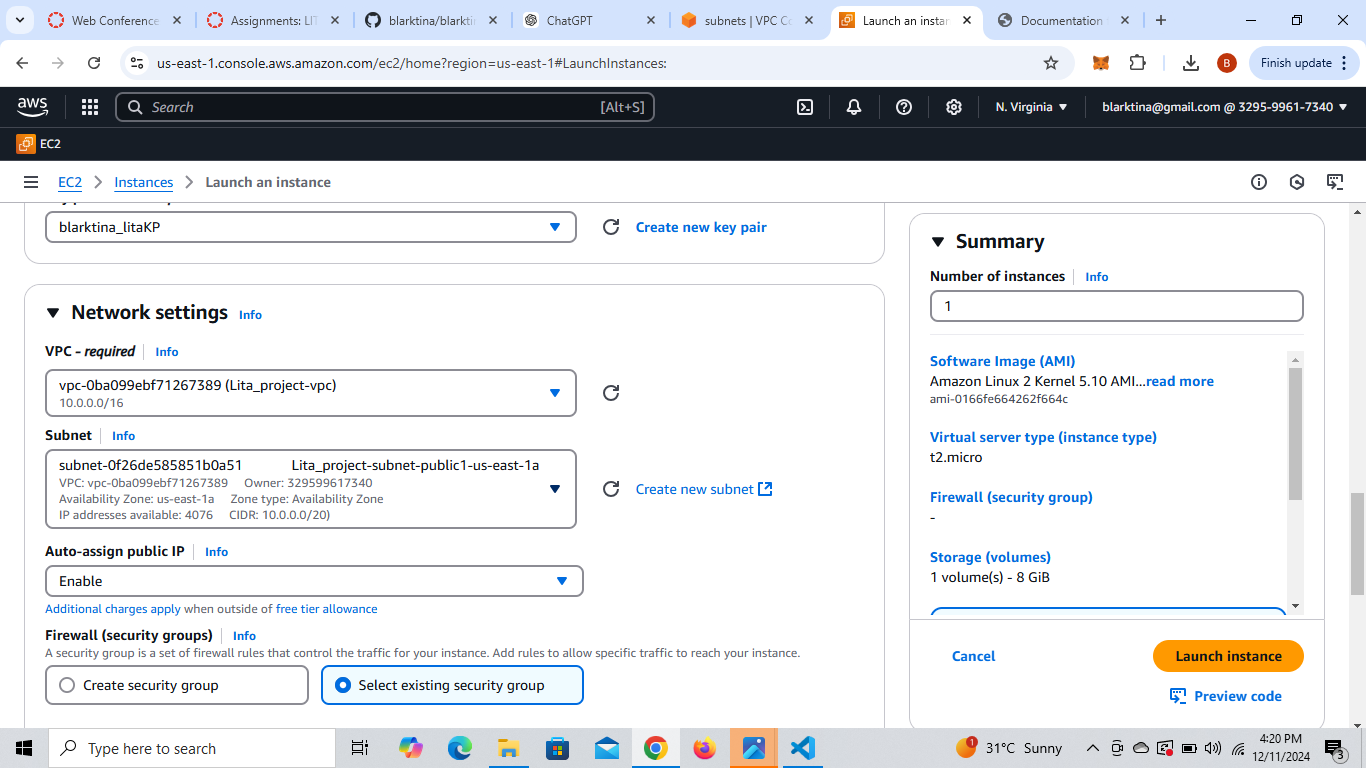 Web Conference
Assignments: LIT
blarktina/blarktin
ChatGPT
subnets | VPC Co
Launch an instan
Documentation
us-east-1.console.aws.amazon.com/ec2/home?region=us-east-1#LaunchInstances:
B
Finish update
aws
Search
[Alt+S]
N. Virginia
blarktina@gmail.com @ 3295-9961-7340
EC2
EC2
Instances
Launch an instance
blarktina_litaKP
Create new key pair
Network settings
Info
VPC - required
Info
vpc-0ba099ebf71267389 (Lita_project-vpc)
10.0.0.0/16
Subnet
Info
subnet-0f26de585851b0a51 Lita_project-subnet-public1-us-east-1a
VPC: vpc-0ba099ebf71267389 Owner: 329599617340
Availability Zone: us-east-1a Zone type: Availability Zone
IP addresses available: 4076 CIDR: 10.0.0.0/20)
Create new subnet
Auto-assign public IP
Info
Enable
Additional charges apply when outside of free tier allowance
Firewall (security groups)
Info
A security group is a set of firewall rules that control the traffic for your instance. Add rules to allow specific traffic to reach your instance.
Create security group
Select existing security group
Summary
Number of instances
Info
1
Software Image (AMI)
Amazon Linux 2 Kernel 5.10 AMI...read more
ami-0166fe664262f664c
Virtual server type (instance type)
t2.micro
Firewall (security group)
-
Storage (volumes)
1 volume(s) - 8 GiB
Cancel
Launch instance
Preview code
Type here to search
1
31°C Sunny
4:20 PM
12/11/2024
3